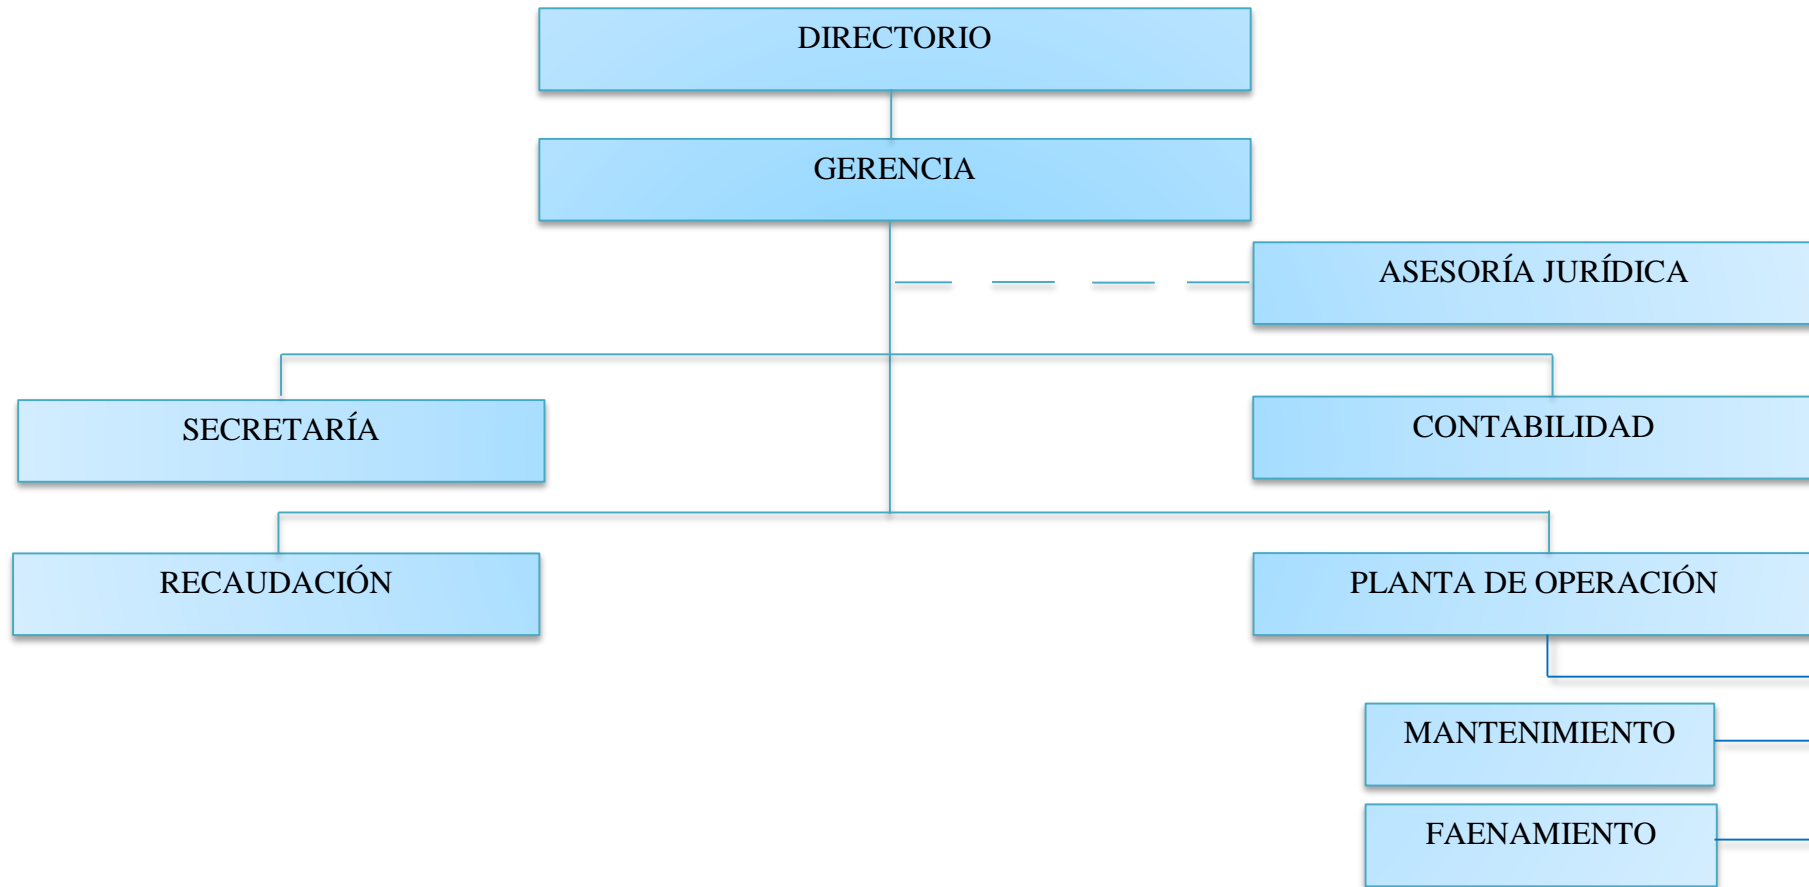 DIRECTORIO
GERENCIA
ASESORÍA JURÍDICA
SECRETARÍA
CONTABILIDAD
RECAUDACIÓN
PLANTA DE OPERACIÓN
MANTENIMIENTO
FAENAMIENTO